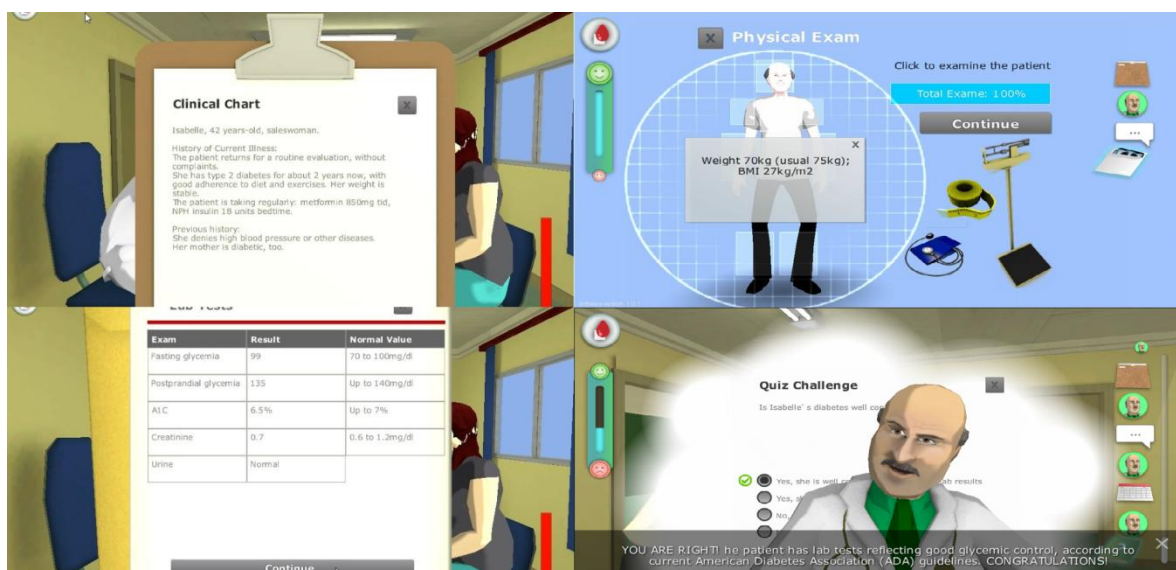 Clinical Chart
X
Isabelle, 42 years-old, saleswoman.
History of Current Illness:
The patient returns for a routine evaluation, without
complaints.
She has type 2 diabetes for about 2 years now, with
good adherence to diet and exercises. Her weight is
stable.
The patient is taking regularly: metformin 850mg tid,
NPH insulin 18 units bedtime.
Previous history:
She denies high blood pressure or other diseases.
Her mother is diabetic, too.
X Physical Exam
Click to examine the patient
Total Exame: 100%
Continue
X
Weight 70kg (usual 75kg);
BMI 27kg/m2
...
Lab Tests
Exam Result Normal Value
Fasting glycemia 99 70 to 100mg/dl
Postprandial glycemia 135 Up to 140mg/dl
A1C 6.5% Up to 7%
Creatinine 0.7 0.6 to 1.2mg/dl
Urine Normal
Continue
Quiz Challenge
X
Is Isabelle' s diabetes well
Yes, she is well
results
Yes,
No,
...
YOU ARE RIGHT! he patient has lab tests reflecting good glycemic control, according to
current American Diabetes Association (ADA) guidelines. CONGRATULATIONS!
X